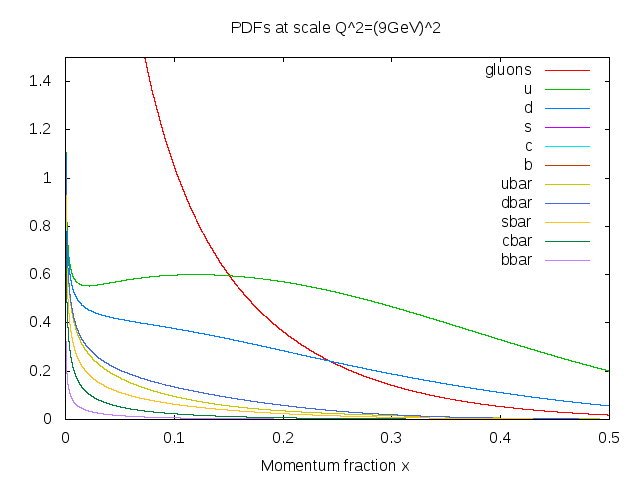 PDFs at scale Q^2=(9GeV)^2
1.4
1.2
1
0.8
0.6
0.4
0.2
0
gluons
u
d
s
c
b
ubar
dbar
sbar
cbar
bbar
0 0.1 0.2 0.3 0.4 0.5
Momentum fraction x